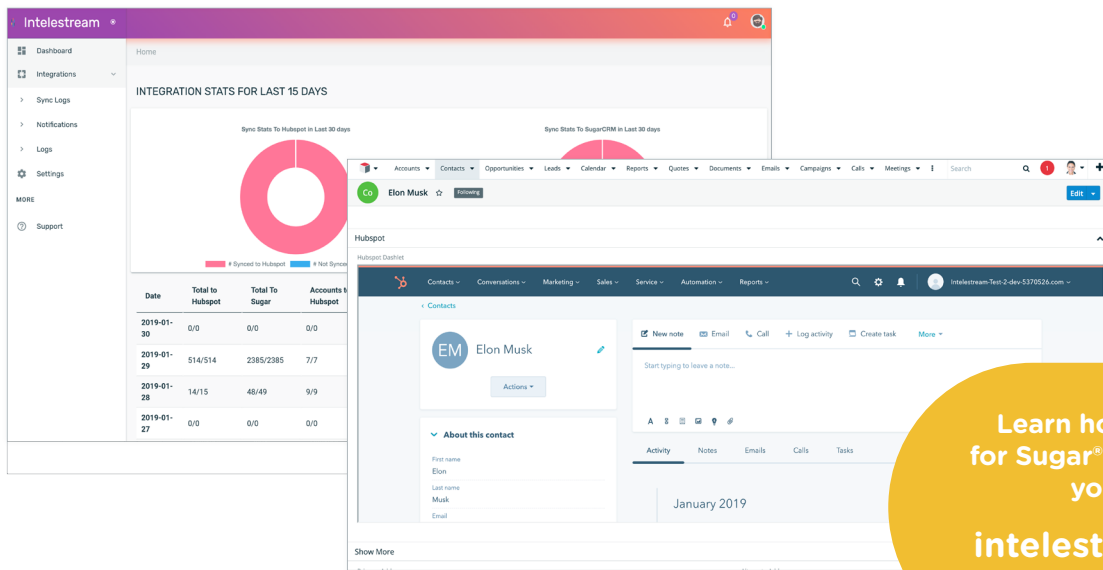 Intelestream
0
Dashboard
Integrations
Sync Logs
Notifications
Logs
Settings
MORE
Support
Home
INTEGRATION STATS FOR LAST 15 DAYS
Sync Stats To Hubspot in Last 30 days
Sync Stats To SugarCRM in Last 30 days
# Synced to Hubspot # Not Synced
Date Total to Hubspot Total To Sugar Accounts to Hubspot
2019-01-30 0/0 0/0 0/0
2019-01-29 514/514 2385/2385 7/7
2019-01-28 14/15 48/49 9/9
2019-01-27 0/0 0/0 0/0
Accounts Contacts Opportunities Leads Calendar Reports Quotes Documents Emails Campaigns Calls Meetings Search 1
Co Elon Musk Following Edit
Hubspot
Hubspot Dashlet
Contacts Conversations Marketing Sales Service Automation Reports Intelestream-Test-2-dev-5370526.com
Contacts
EM Elon Musk
Actions
About this contact
First name
Elon
Last name
Musk
Email
New note Email Call Log activity Create task More
Start typing to leave a note...
Activity Notes Emails Calls Tasks
January 2019
Show More
Learn ho
for Sugar®
yo
intelest